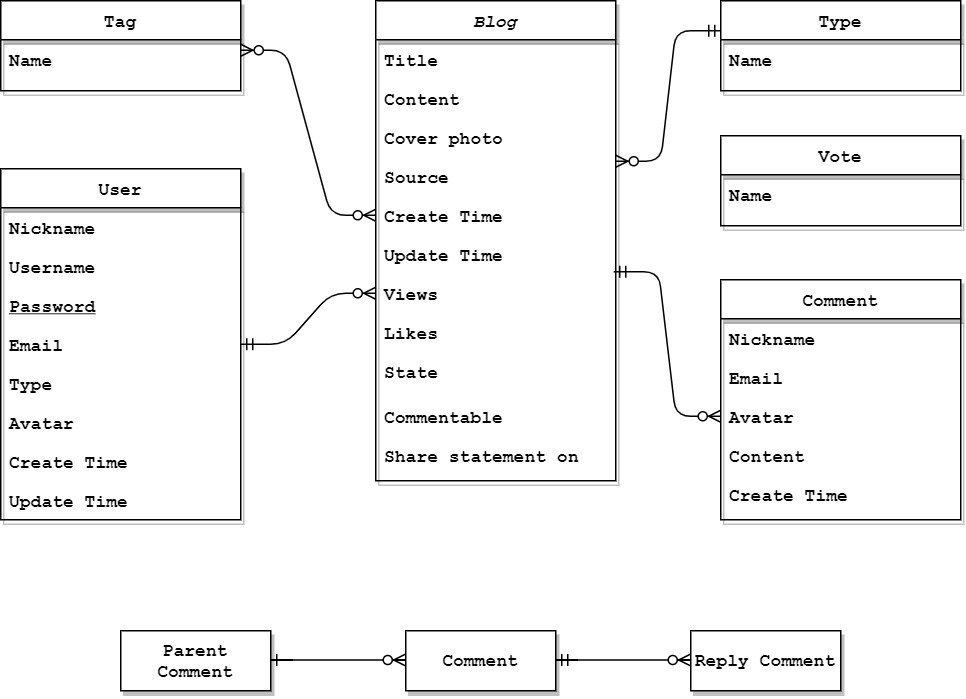 Tag
Name
User
Nickname
Username
Password
Email
Type
Avatar
Create Time
Update Time
Blog
Title
Content
Cover photo
Source
Create Time
Update Time
Views
Likes
State
Commentable
Share statement on
Type
Name
Vote
Name
Comment
Nickname
Email
Avatar
Content
Create Time
Parent
Comment
Comment
Reply Comment